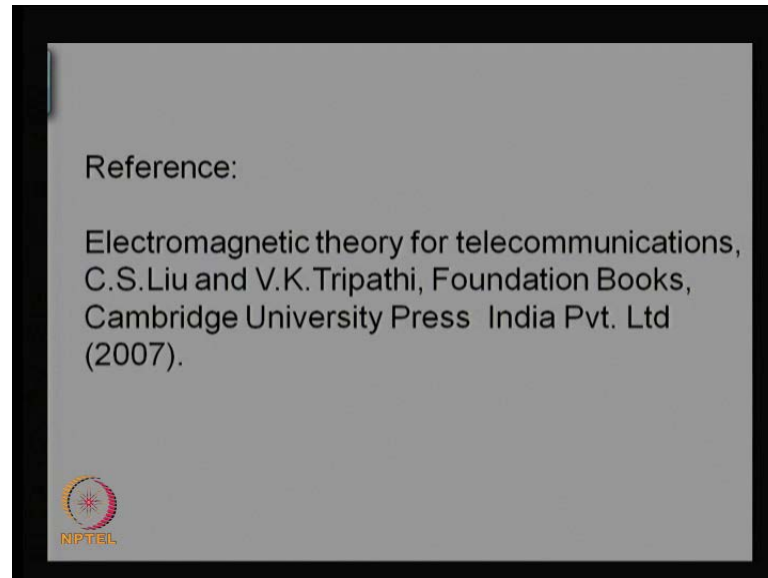 Reference:
Electromagnetic theory for telecommunications,
C.S.Liu and V.K.Tripathi, Foundation Books,
Cambridge University Press India Pvt. Ltd
(2007).
NPTEL